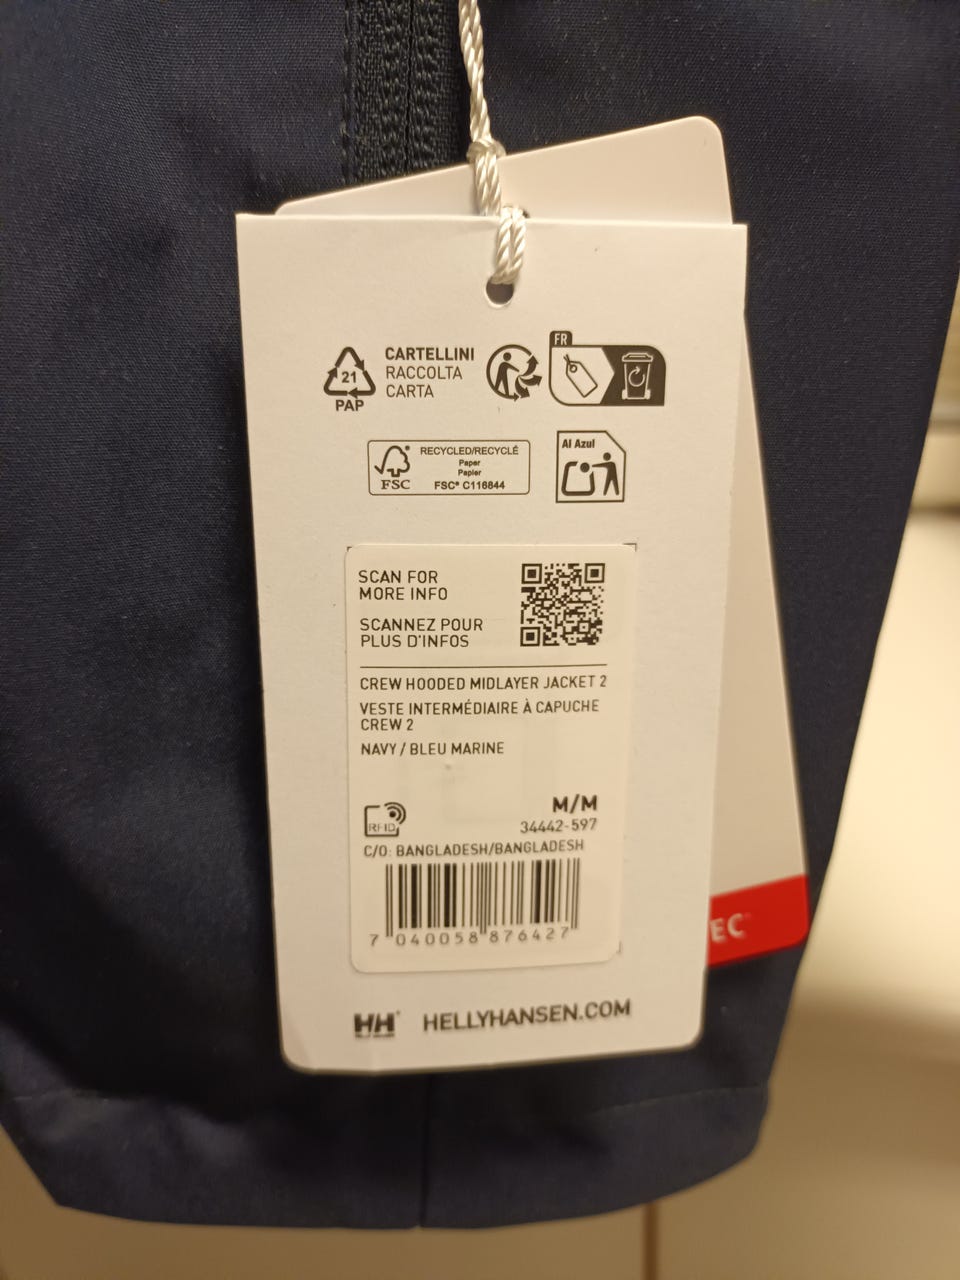 21
PAP
CARTELLINI
RACCOLTA
CARTA
FR
RECYCLED/RECYCLÉ
Paper
Papier
FSC® C116844
FSC
Al Azul
SCAN FOR
MORE INFO
SCANNEZ POUR
PLUS D'INFOS
CREW HOODED MIDLAYER JACKET 2
VESTE INTERMÉDIAIRE À CAPUCHE
CREW 2
NAVY / BLEU MARINE
RFID
M/M
34442-597
C/O: BANGLADESH/BANGLADESH
7 040058 876427
HH® HELLYHANSEN.COM